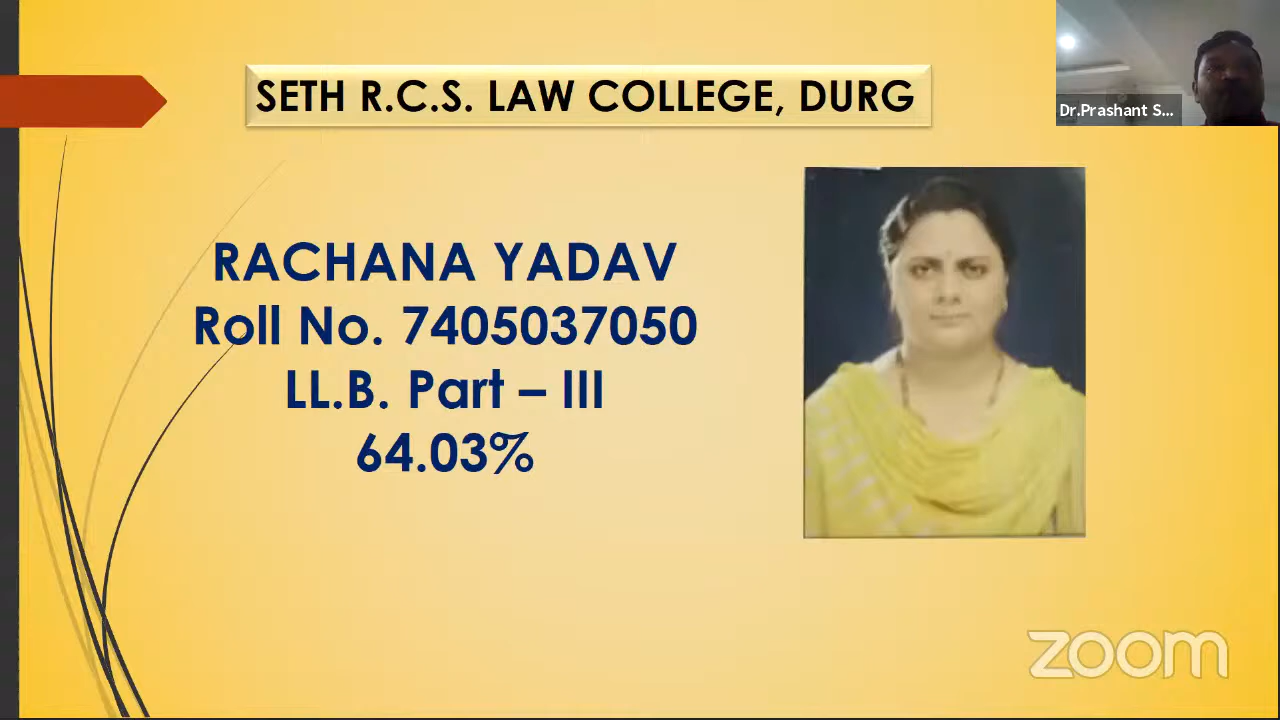 SETH R.C.S. LAW COLLEGE, DURG
Dr.Prashant S...
RACHANA YADAV
Roll No. 7405037050
LL.B. Part – III
64.03%
zoom